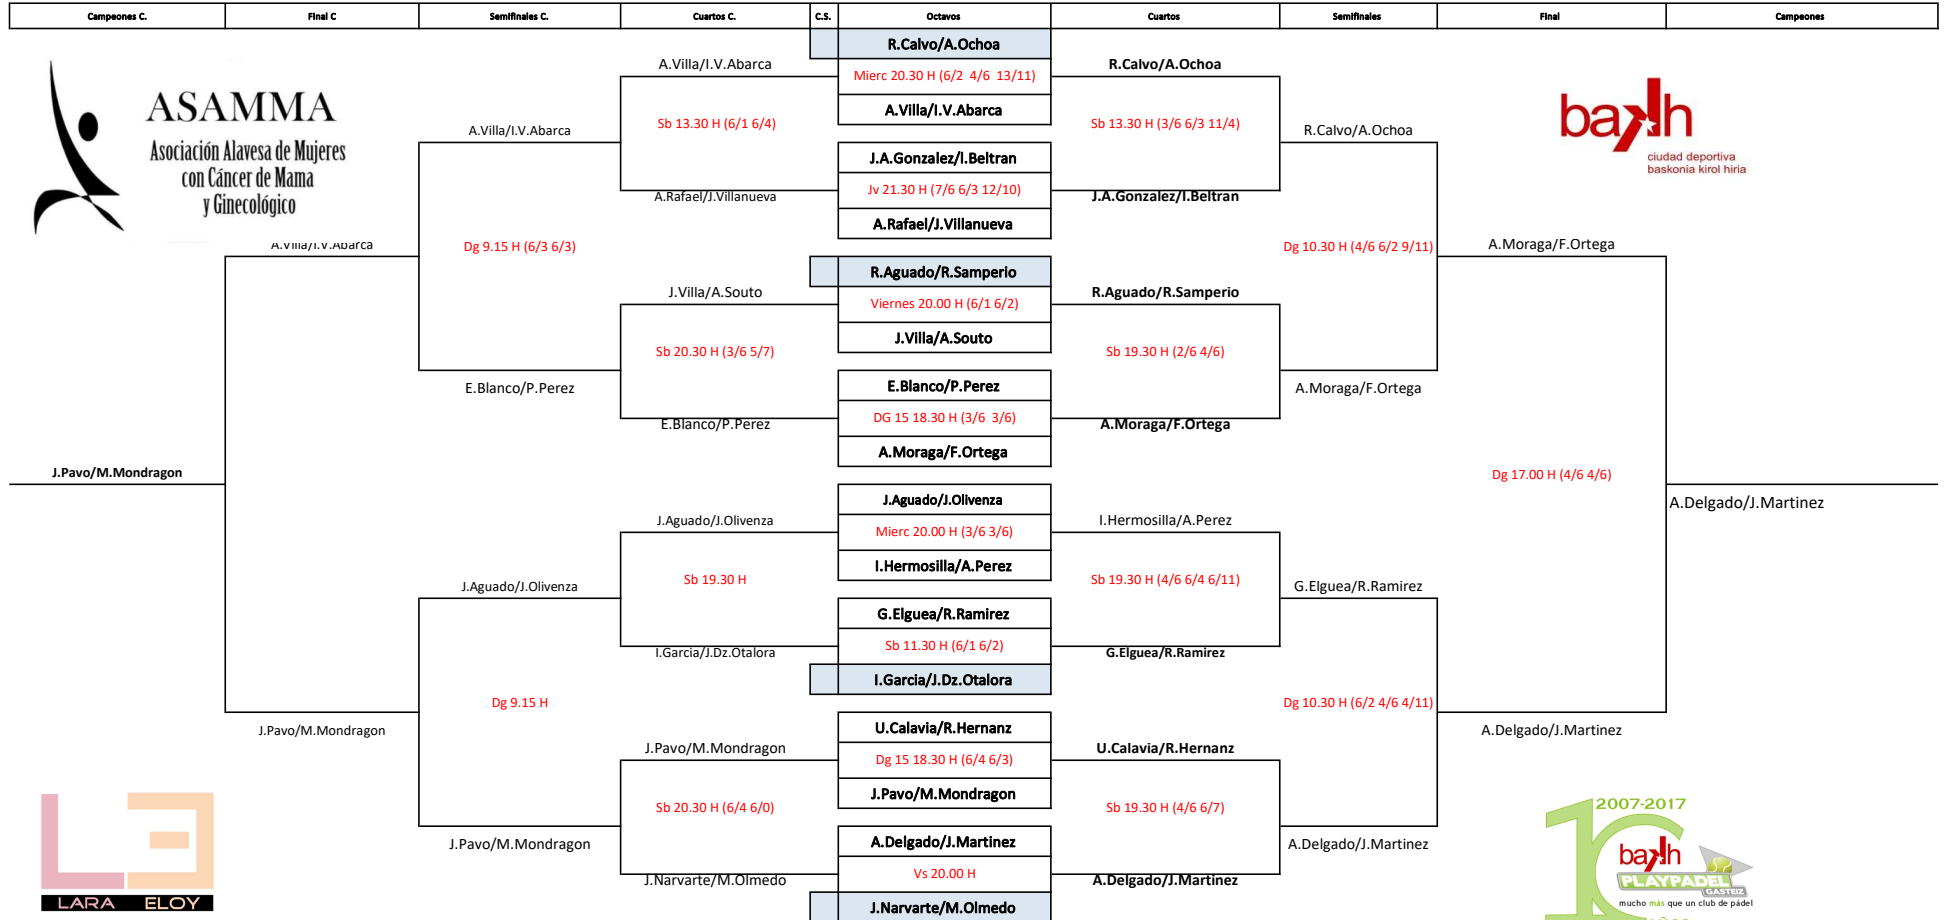 Campeones C. Final C Semifinales C. Cuartos C. C.S. Octavos Cuartos Semifinales Final Campeones
R.Calvo/A.Ochoa
A.Villa/I.V.Abarca Mierc 20.30 H (6/2 4/6 13/11) R.Calvo/A.Ochoa
ASAMMA
Asociación Alavesa de Mujeres
con Cáncer de Mama
y Ginecológico
bakh
ciudad deportiva
baskonia kirol hiria
A.Villa/I.V.Abarca
A.Villa/I.V.Abarca Sb 13.30 H (6/1 6/4) Sb 13.30 H (3/6 6/3 11/4) R.Calvo/A.Ochoa
J.A.Gonzalez/I.Beltran
A.Rafael/J.Villanueva Jv 21.30 H (7/6 6/3 12/10) J.A.Gonzalez/I.Beltran
A.Rafael/J.Villanueva
A.Villa/I.V.Abarca Dg 9.15 H (6/3 6/3) Dg 10.30 H (4/6 6/2 9/11) A.Moraga/F.Ortega
R.Aguado/R.Samperio
J.Villa/A.Souto Viernes 20.00 H (6/1 6/2) R.Aguado/R.Samperio
J.Villa/A.Souto
Sb 20.30 H (3/6 5/7) Sb 19.30 H (2/6 4/6)
E.Blanco/P.Perez E.Blanco/P.Perez A.Moraga/F.Ortega
E.Blanco/P.Perez DG 15 18.30 H (3/6 3/6) A.Moraga/F.Ortega
A.Moraga/F.Ortega
J.Pavo/M.Mondragon Dg 17.00 H (4/6 4/6)
J.Aguado/J.Olivenza A.Delgado/J.Martinez
J.Aguado/J.Olivenza Mierc 20.00 H (3/6 3/6) I.Hermosilla/A.Perez
I.Hermosilla/A.Perez
J.Aguado/J.Olivenza Sb 19.30 H Sb 19.30 H (4/6 6/4 6/11) G.Elguea/R.Ramirez
G.Elguea/R.Ramirez
I.Garcia/J.Dz.Otalora Sb 11.30 H (6/1 6/2) G.Elguea/R.Ramirez
I.Garcia/J.Dz.Otalora
Dg 9.15 H Dg 10.30 H (6/2 4/6 4/11)
J.Pavo/M.Mondragon U.Calavia/R.Hernanz A.Delgado/J.Martinez
J.Pavo/M.Mondragon Dg 15 18.30 H (6/4 6/3) U.Calavia/R.Hernanz
J.Pavo/M.Mondragon
Sb 20.30 H (6/4 6/0) Sb 19.30 H (4/6 6/7)
J.Pavo/M.Mondragon A.Delgado/J.Martinez A.Delgado/J.Martinez
J.Narvarte/M.Olmedo Vs 20.00 H A.Delgado/J.Martinez
J.Narvarte/M.Olmedo
LE
LARA ELOY
2007-2017
10
bakh
PLAYPADEL
GASTEIZ
mucho más que un club de pádel